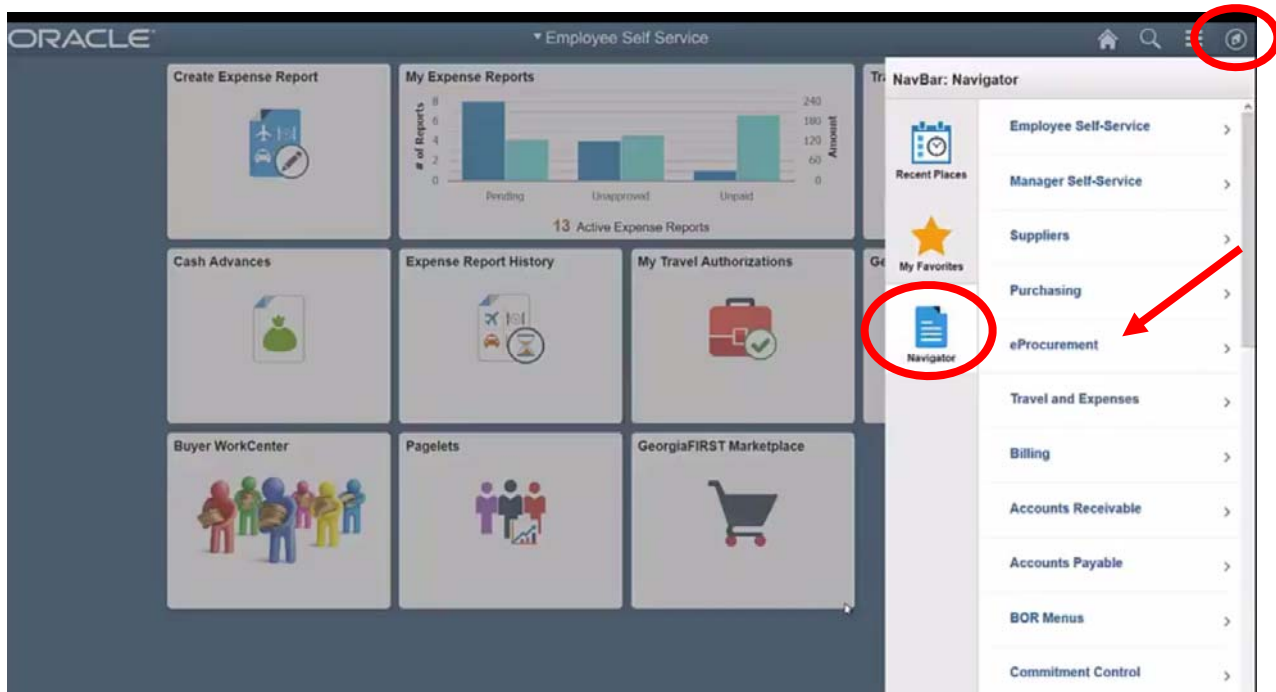 ORACLE
Employee Self Service
Create Expense Report
My Expense Reports
# of Reports
8
6
4
2
0
240
180
120
60
0
Amount
Pending
Unapproved
Unpaid
13 Active Expense Reports
Cash Advances
Expense Report History
My Travel Authorizations
Buyer WorkCenter
Pagelets
GeorgiaFIRST Marketplace
NavBar: Navigator
Recent Places
My Favorites
Navigator
Employee Self-Service
Manager Self-Service
Suppliers
Purchasing
eProcurement
Travel and Expenses
Billing
Accounts Receivable
Accounts Payable
BOR Menus
Commitment Control